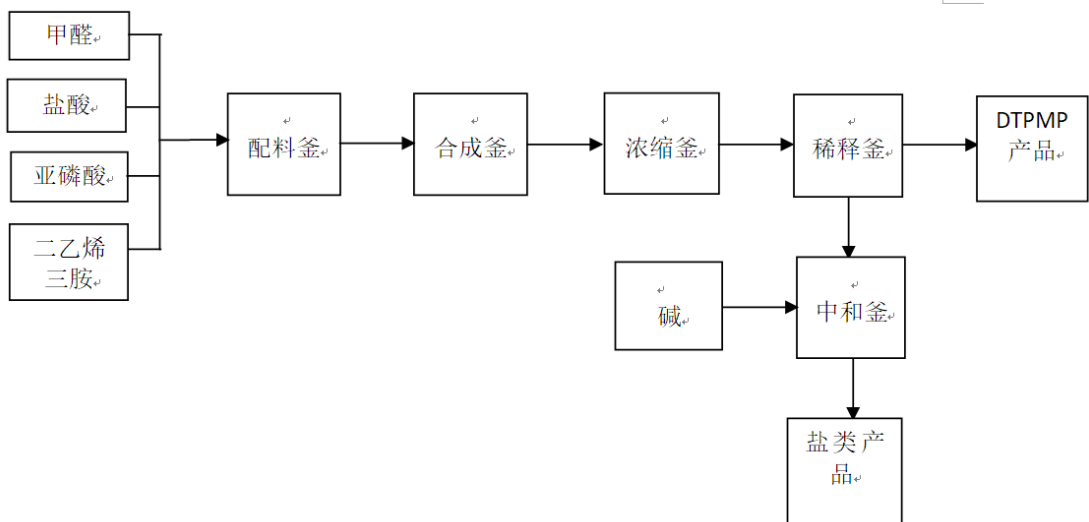 甲醛
盐酸
亚磷酸
二乙烯
三胺
配料釜
合成釜
浓缩釜
稀释釜
DTPMP
产品
碱
中和釜
盐类产
品